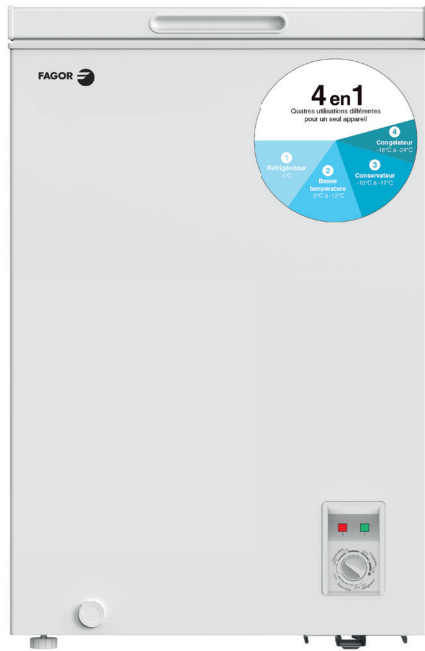 FAGOR
4 en 1
Quatres utilisations différentes
pour un seul appareil
4
Congélateur
-18°C à -24°C
3
Conservateur
-13°C à -17°C
1
Réfrigérateur
4°C
2
Basse
température
-2°C à -12°C